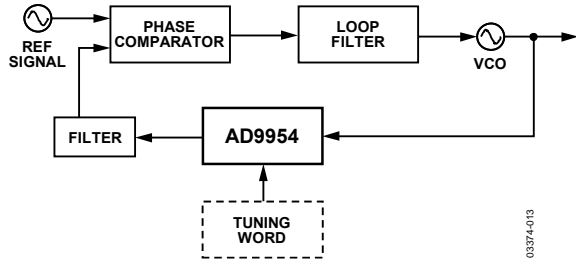 REF
SIGNAL
PHASE
COMPARATOR
LOOP
FILTER
VCO
FILTER
AD9954
TUNING
WORD
03374-013